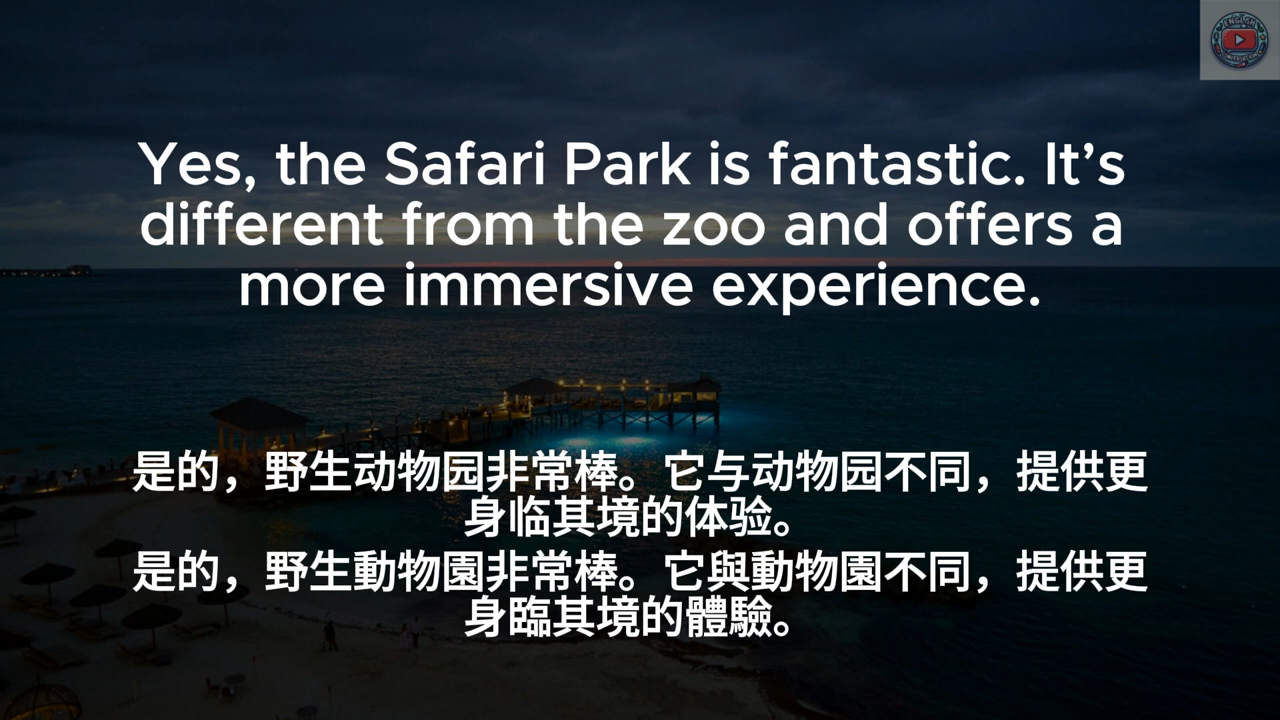 Yes, the Safari Park is fantastic. It’s
different from the zoo and offers a
more immersive experience.
是的，野生动物园非常棒。它与动物园不同，提供更
身临其境的体验。
是的，野生動物園非常棒。它與動物園不同，提供更
身臨其境的體驗。